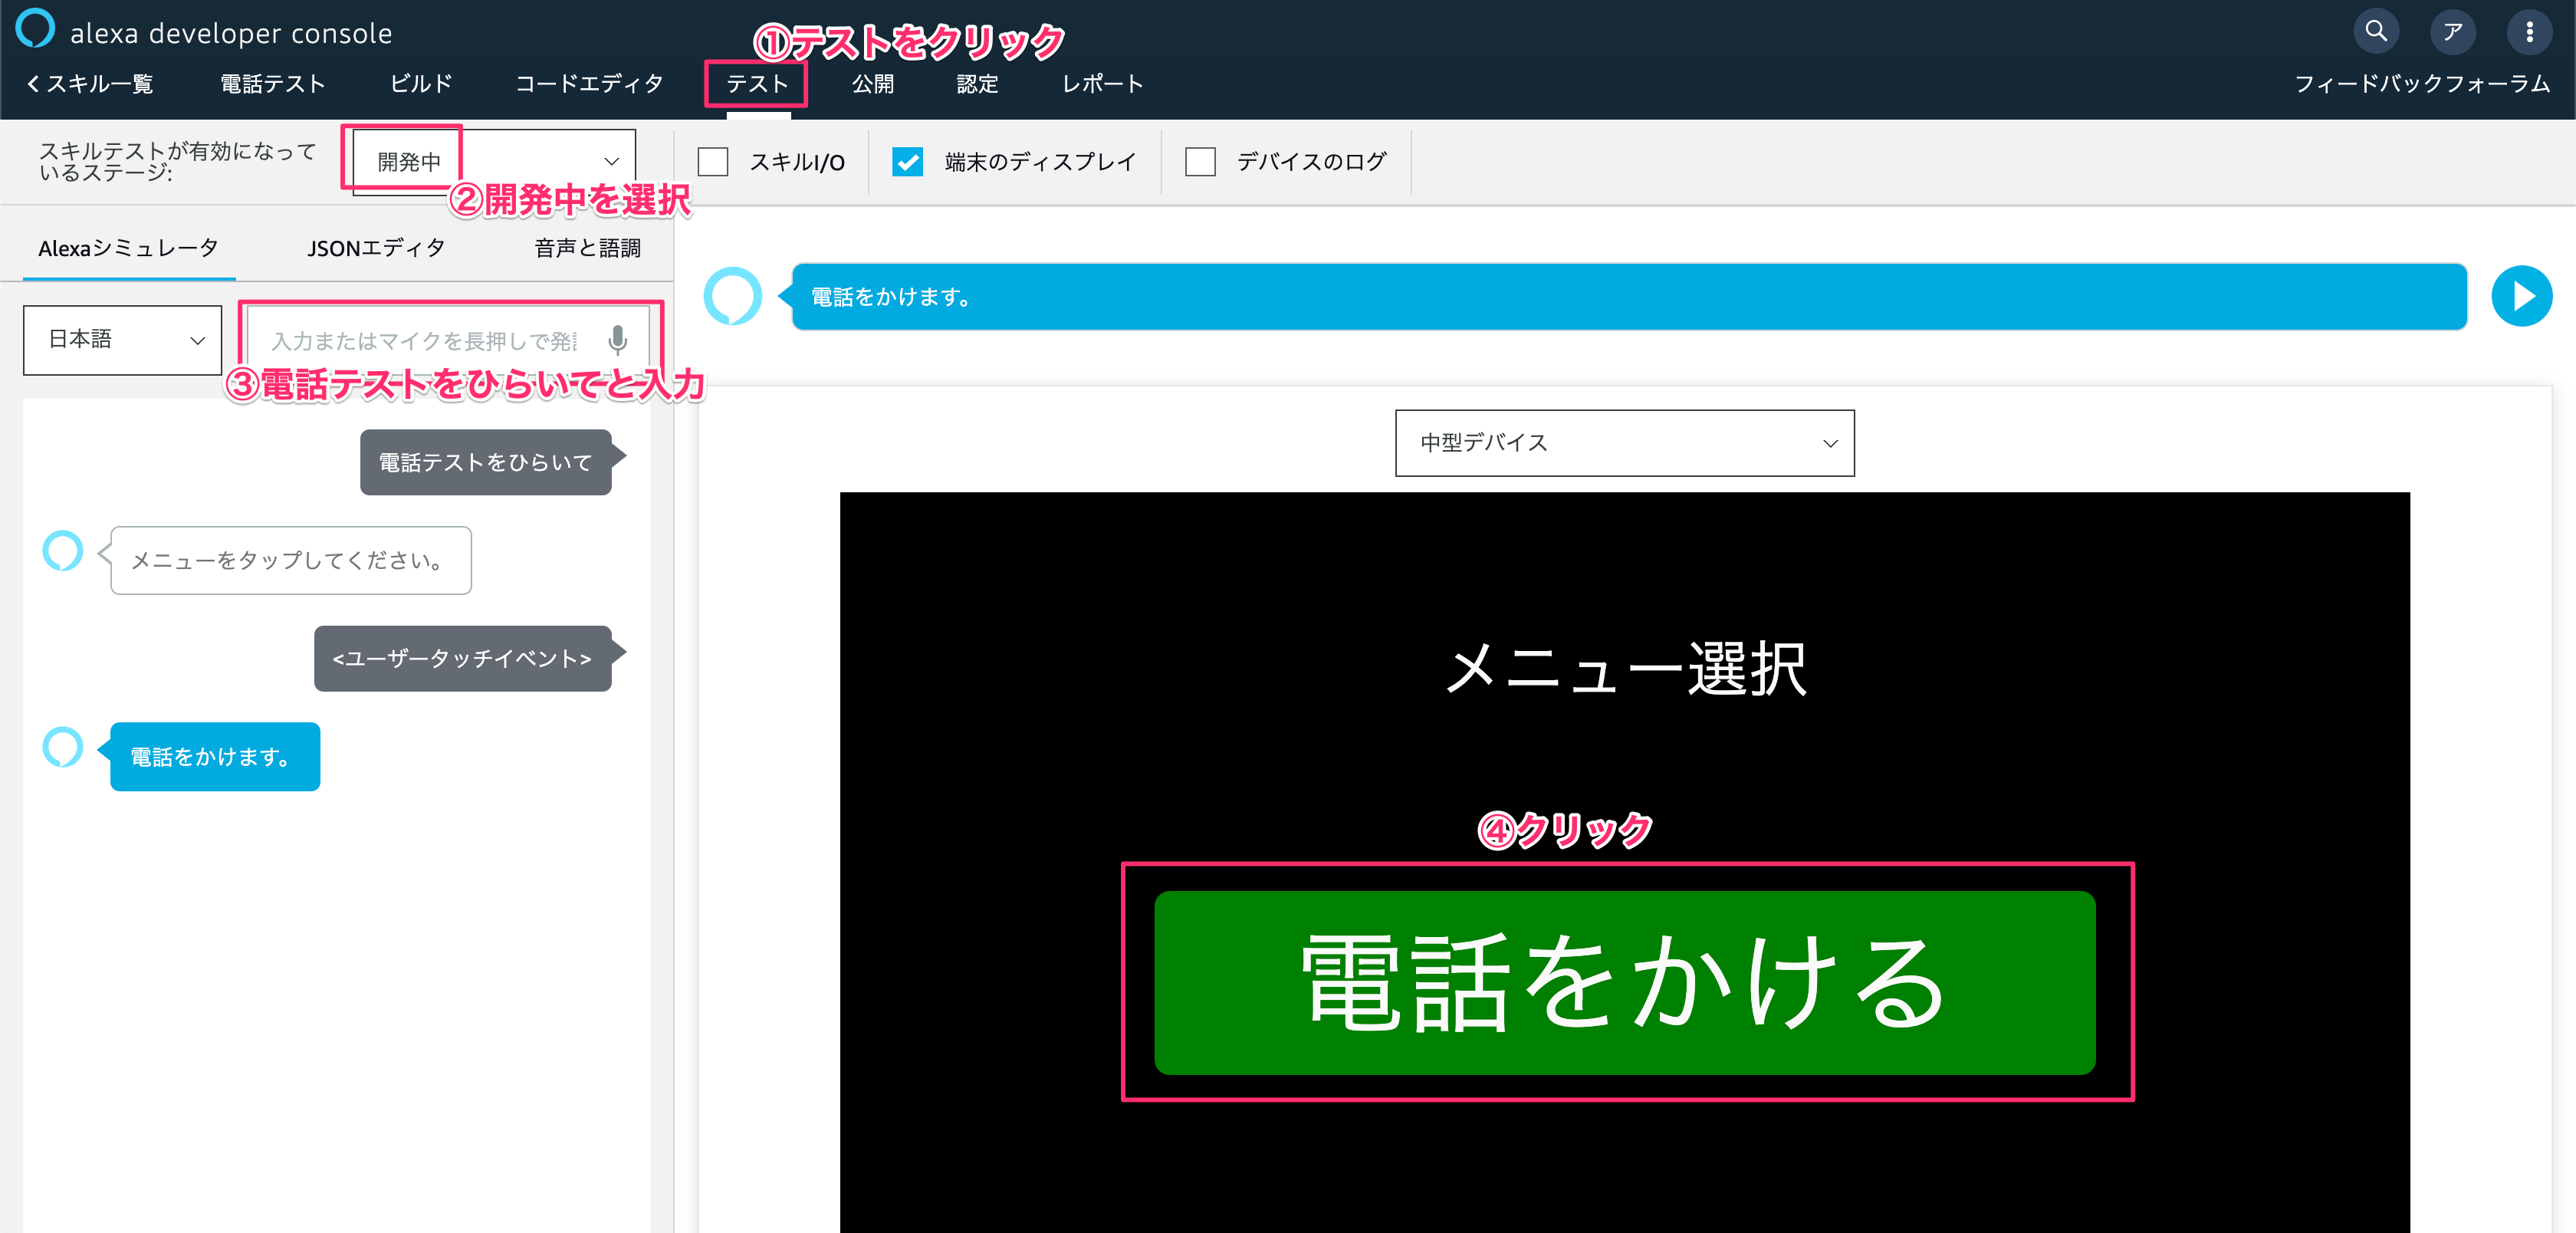 alexa developer console
①テストをクリック
ア
スキル一覧
電話テスト
ビルド
コードエディタ
テスト
公開
認定
レポート
フィードバックフォーラム
スキルテストが有効になって
いるステージ:
開発中
②開発中を選択
スキルI/O
端末のディスプレイ
デバイスのログ
Alexaシミュレータ
JSONエディタ
音声と語調
日本語
入力またはマイクを長押しで発
③電話テストをひらいてと入力
電話テストをひらいて
メニューをタップしてください。
<ユーザータッチイベント>
電話をかけます。
電話をかけます。
中型デバイス
メニュー選択
④クリック
電話をかける